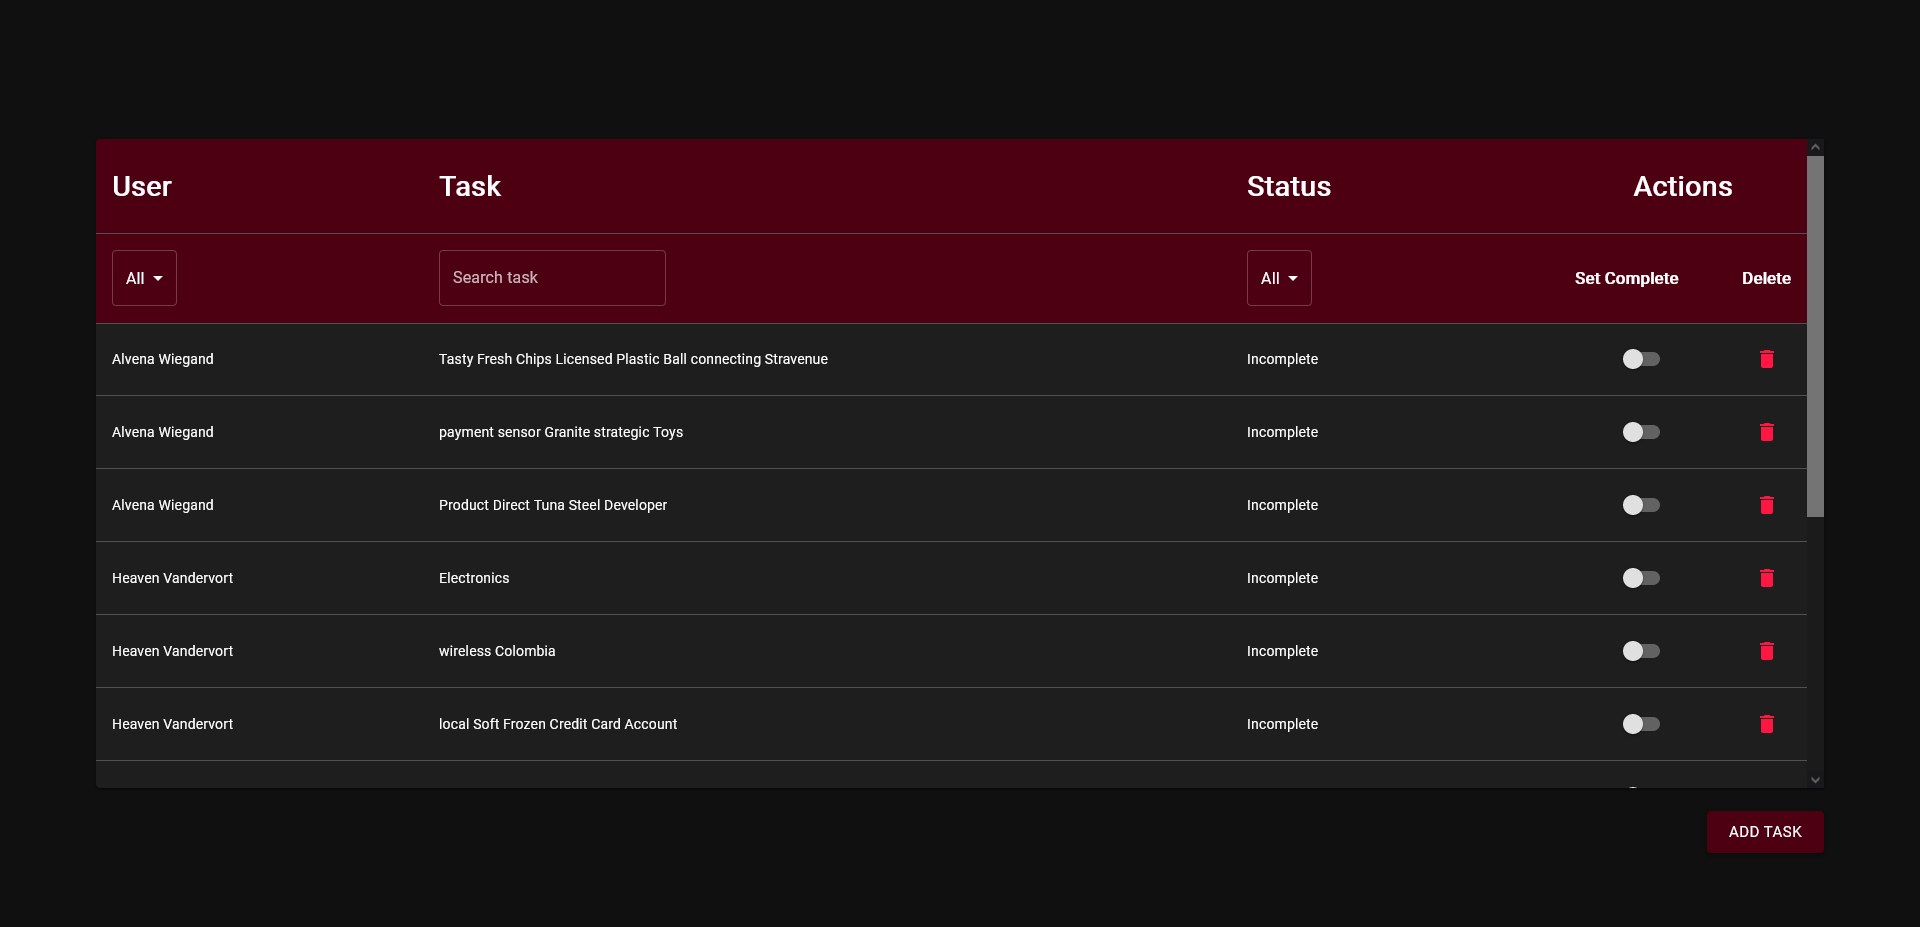 User Task Status Actions
All Search task All Set Complete Delete
Alvena Wiegand Tasty Fresh Chips Licensed Plastic Ball connecting Stravenue Incomplete
Alvena Wiegand payment sensor Granite strategic Toys Incomplete
Alvena Wiegand Product Direct Tuna Steel Developer Incomplete
Heaven Vandervort Electronics Incomplete
Heaven Vandervort wireless Colombia Incomplete
Heaven Vandervort local Soft Frozen Credit Card Account Incomplete
ADD TASK